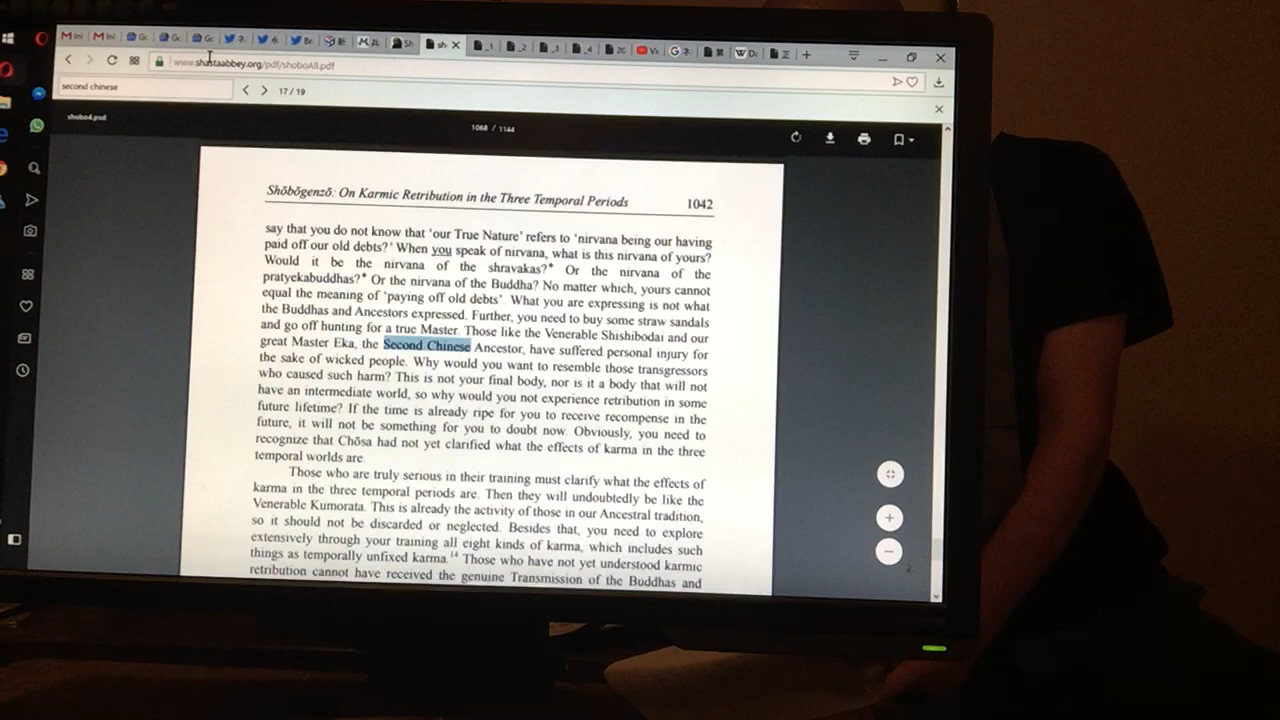 www.shastaabbey.org/pdf/shoboAll.pdf
second chinese
17 / 19
shobo4.psd
1068 / 1144
Shōbōgenzō: On Karmic Retribution in the Three Temporal Periods 1042
say that you do not know that ‘our True Nature’ refers to ‘nirvana being our having
paid off our old debts?’ When you speak of nirvana, what is this nirvana of yours?
Would it be the nirvana of the shravakas?* Or the nirvana of the
pratyekabuddhas?* Or the nirvana of the Buddha? No matter which, yours cannot
equal the meaning of ‘paying off old debts’. What you are expressing is not what
the Buddhas and Ancestors expressed. Further, you need to buy some straw sandals
and go off hunting for a true Master. Those like the Venerable Shishibodai and our
great Master Eka, the Second Chinese Ancestor, have suffered personal injury for
the sake of wicked people. Why would you want to resemble those transgressors
who caused such harm? This is not your final body, nor is it a body that will not
have an intermediate world, so why would you not experience retribution in some
future lifetime? If the time is already ripe for you to receive recompense in the
future, it will not be something for you to doubt now. Obviously, you need to
recognize that Chōsa had not yet clarified what the effects of karma in the three
temporal worlds are.
Those who are truly serious in their training must clarify what the effects of
karma in the three temporal periods are. Then they will undoubtedly be like the
Venerable Kumorata. This is already the activity of those in our Ancestral tradition,
so it should not be discarded or neglected. Besides that, you need to explore
extensively through your training all eight kinds of karma, which includes such
things as temporally unfixed karma.14 Those who have not yet understood karmic
retribution cannot have received the genuine Transmission of the Buddhas and